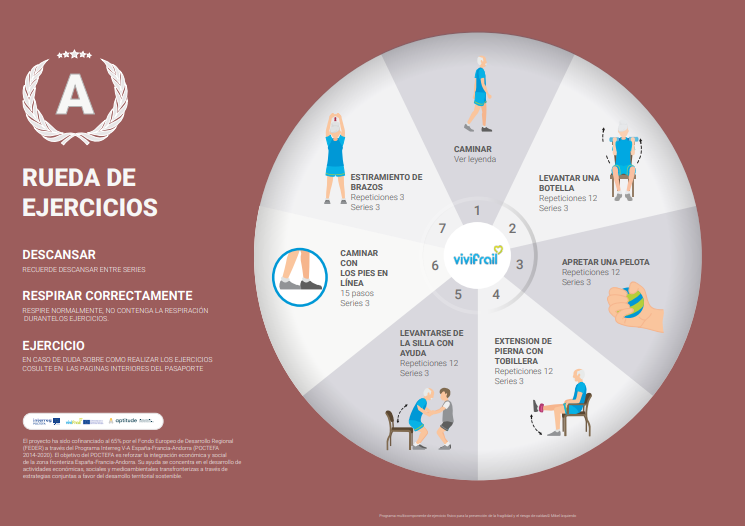 A
RUEDA DE
EJERCICIOS
DESCANSAR
RECUERDE DESCANSAR ENTRE SERIES
RESPIRAR CORRECTAMENTE
RESPIRE NORMALMENTE, NO CONTENGA LA RESPIRACIÓN
DURANTELOS EJERCICIOS.
EJERCICIO
EN CASO DE DUDA SOBRE COMO REALIZAR LOS EJERCICIOS
COSULTE EN LAS PAGINAS INTERIORES DEL PASAPORTE
Interreg
vivifrail
aptitude
El proyecto ha sido cofinanciado al 65% por el Fondo Europeo de Desarrollo Regional
(FEDER) a través del Programa Interreg V-A España-Francia-Andorra (POCTEFA
2014-2020). El objetivo del POCTEFA es reforzar la integración económica y social
de la zona fronteriza España-Francia-Andorra. Su ayuda se concentra en el desarrollo de
actividades económicas, sociales y medioambientales transfronterizas a través de
estrategias conjuntas a favor del desarrollo territorial sostenible
CAMINAR
Ver leyenda
1
LEVANTAR UNA
BOTELLA
Repeticiones 12
Series 3
2
APRETAR UNA PELOTA
Repeticiones 12
Series 3
3
EXTENSION DE
PIERNA CON
TOBILLERA
Repeticiones 12
Series 3
4
LEVANTARSE DE
LA SILLA CON
AYUDA
Repeticiones 12
Series 3
5
CAMINAR
CON
LOS PIES EN
LÍNEA
15 pasos
Series 3
6
ESTIRAMIENTO DE
BRAZOS
Repeticiones 3
Series 3
7
vivifrail